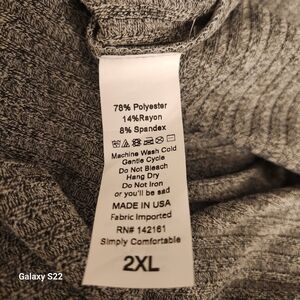 78% Polyester
14%Rayon
8% Spandex
Machine Wash Cold
Gentle Cycle
Do Not Bleach
Hang Dry
Do Not Iron
or you'll be sad
MADE IN USA
Fabric Imported
RN# 142161
Simply Comfortable
2XL
Galaxy S22